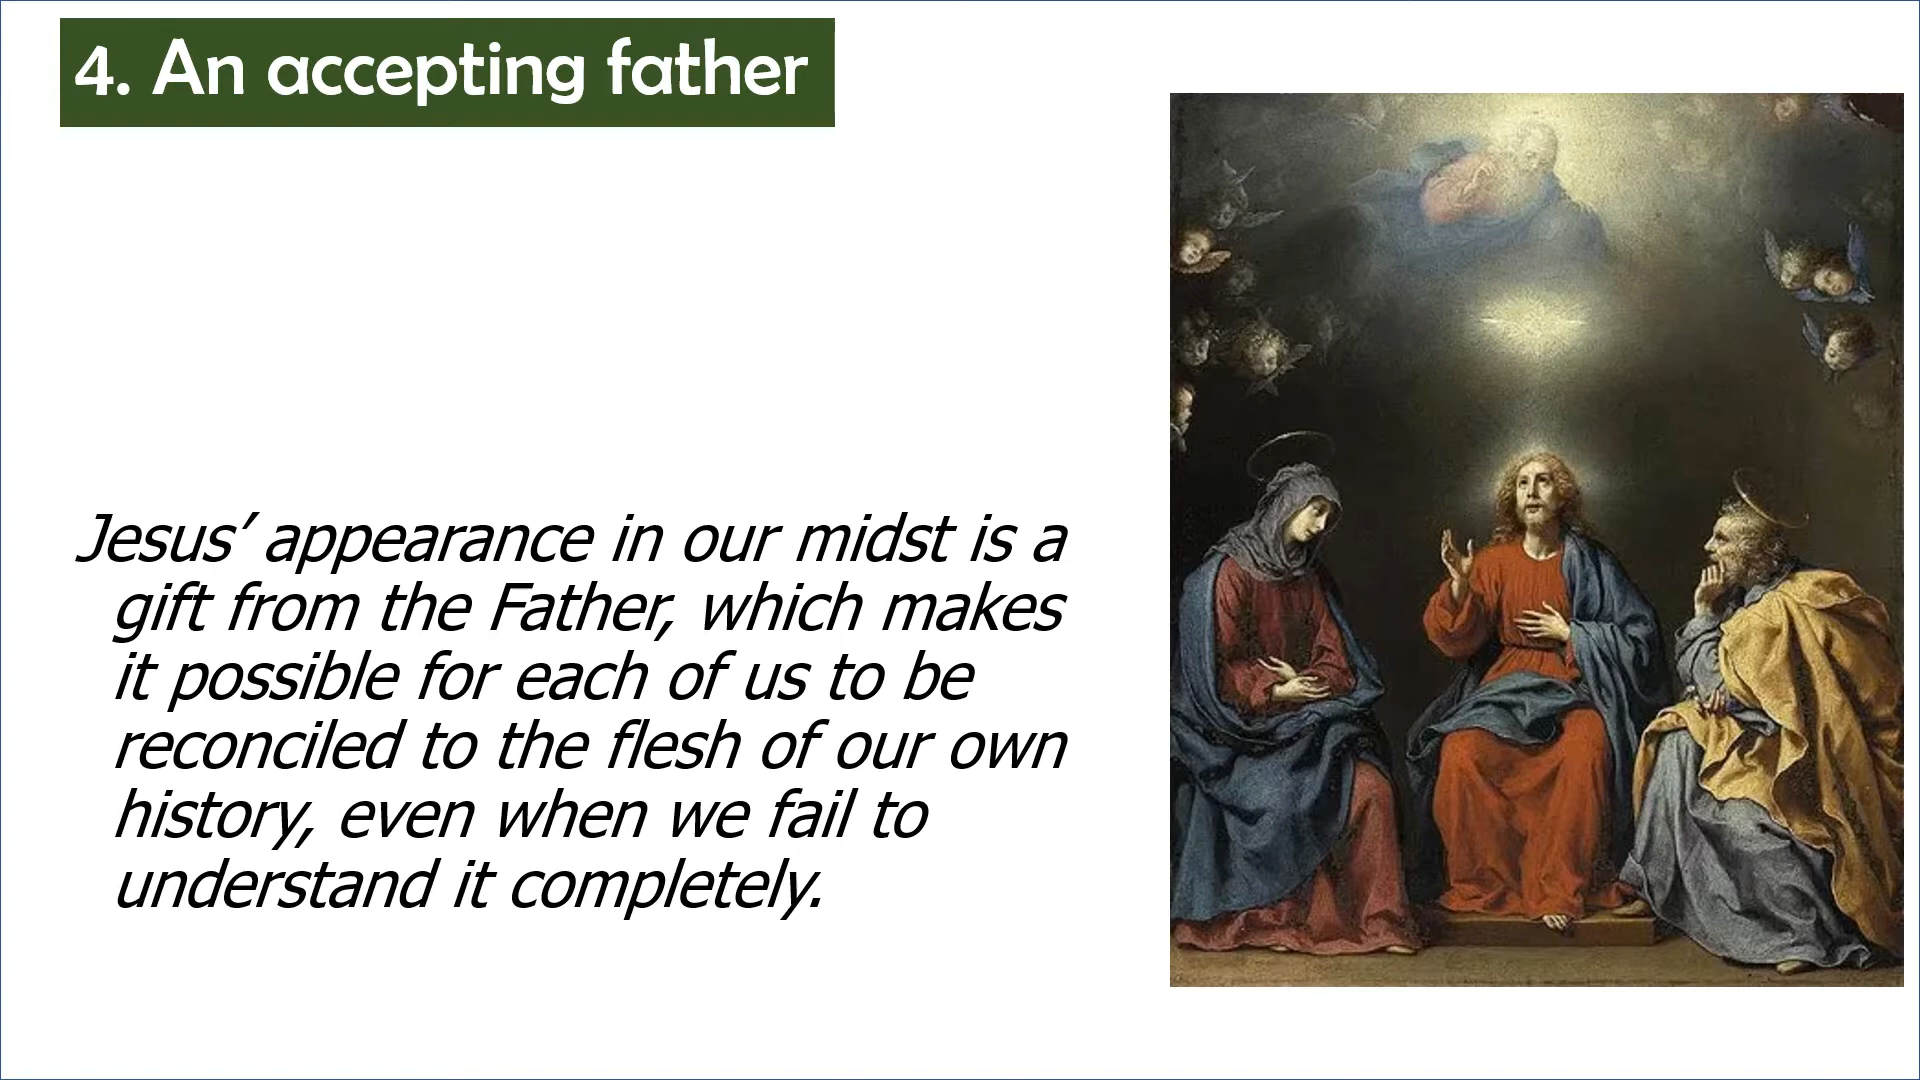 4. An accepting father
Jesus’ appearance in our midst is a
gift from the Father, which makes
it possible for each of us to be
reconciled to the flesh of our own
history, even when we fail to
understand it completely.